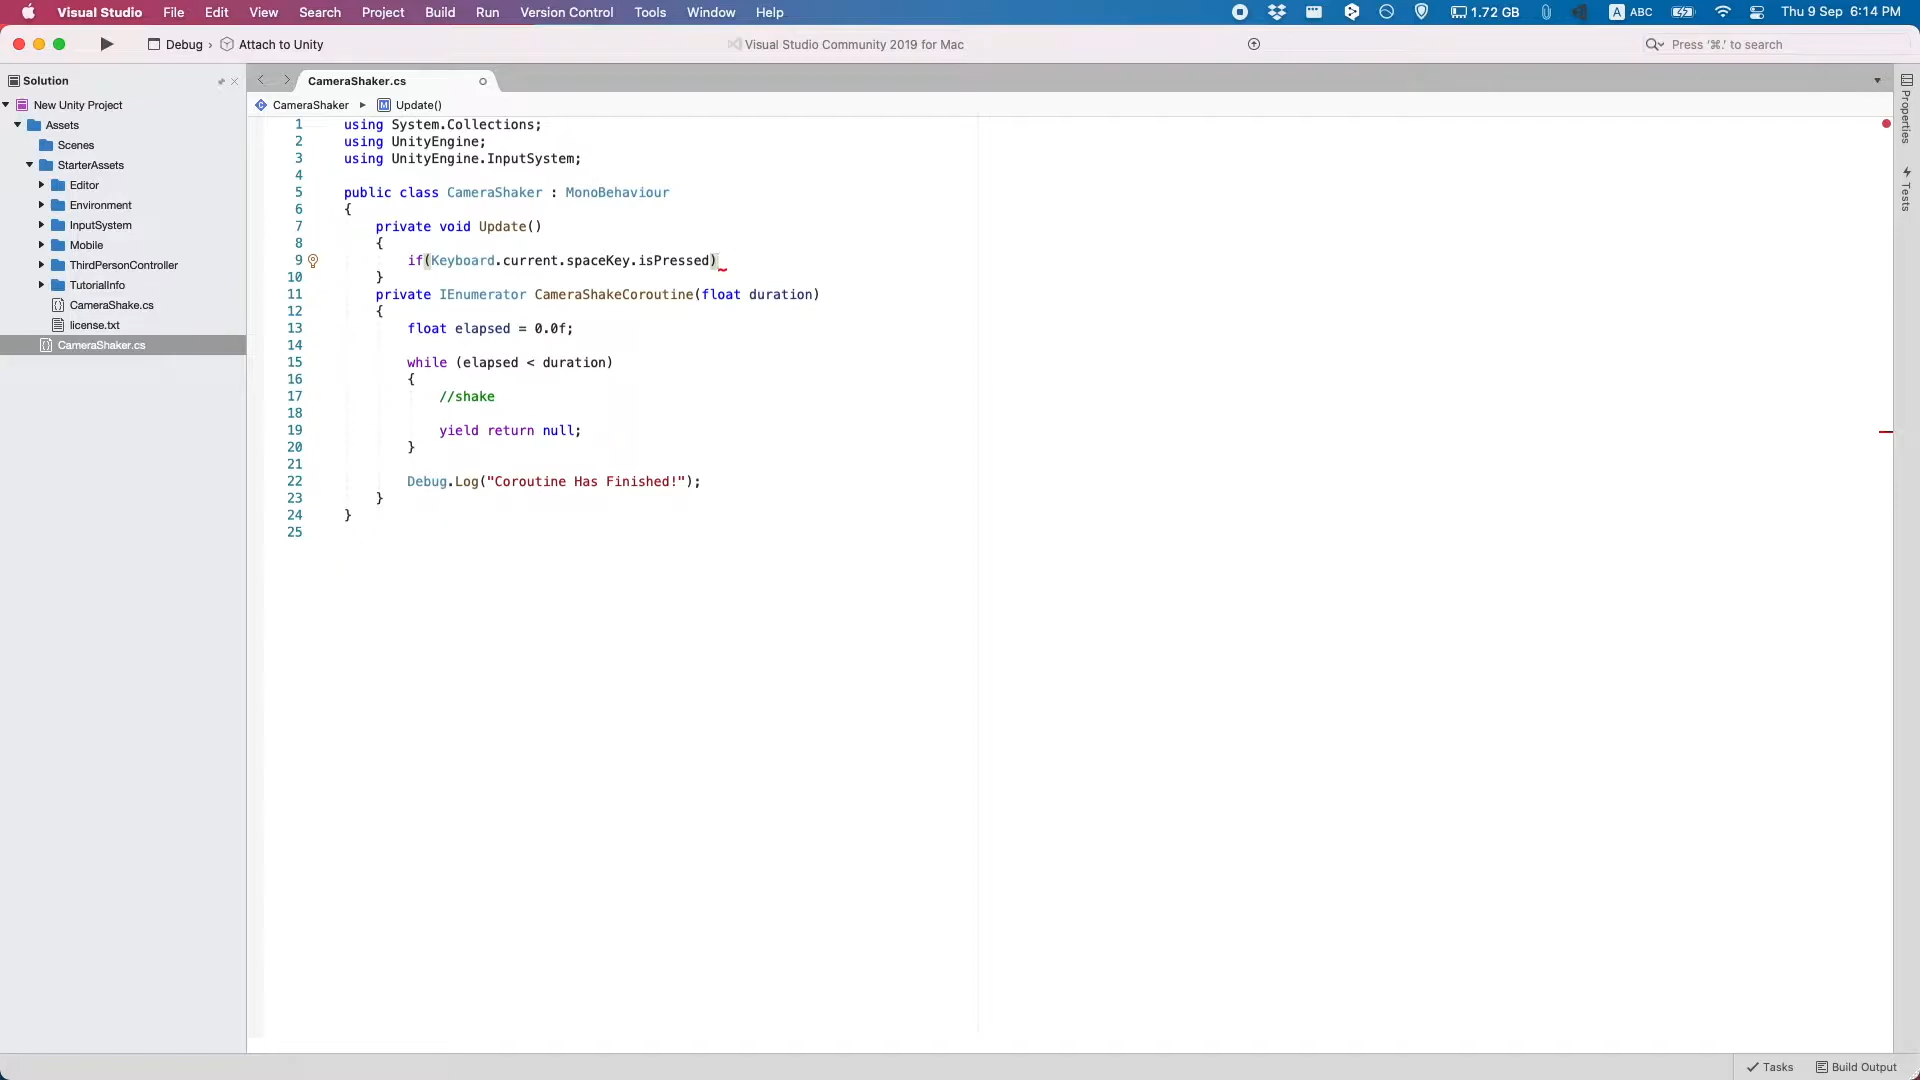 Visual Studio File Edit View Search Project Build Run Version Control Tools Window Help 1.72 GB A ABC Thu 9 Sep 6:14 PM
Debug › Attach to Unity Visual Studio Community 2019 for Mac Press '⌘.' to search
Solution
New Unity Project
Assets
Scenes
StarterAssets
Editor
Environment
InputSystem
Mobile
ThirdPersonController
TutorialInfo
CameraShake.cs
license.txt
CameraShaker.cs
CameraShaker.cs
CameraShaker ▸ M Update()
1 using System.Collections;
2 using UnityEngine;
3 using UnityEngine.InputSystem;
4
5 public class CameraShaker : MonoBehaviour
6 {
7 private void Update()
8 {
9 if(Keyboard.current.spaceKey.isPressed)
10 }
11 private IEnumerator CameraShakeCoroutine(float duration)
12 {
13 float elapsed = 0.0f;
14
15 while (elapsed < duration)
16 {
17 //shake
18
19 yield return null;
20 }
21
22 Debug.Log("Coroutine Has Finished!");
23 }
24 }
25
Properties
Tests
Tasks Build Output